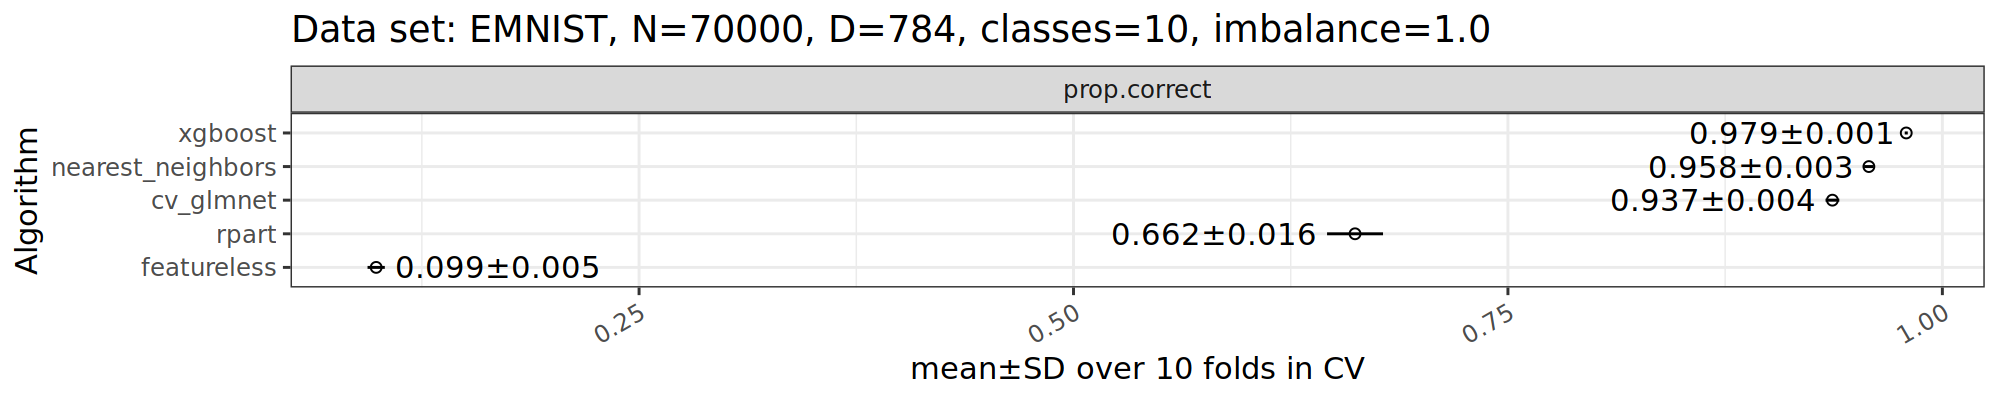 Data set: EMNIST, N=70000, D=784, classes=10, imbalance=1.0
prop.correct
Algorithm
xgboost 0.979±0.001
nearest_neighbors 0.958±0.003
cv_glmnet 0.937±0.004
rpart 0.662±0.016
featureless 0.099±0.005
0.25 0.50 0.75 1.00
mean±SD over 10 folds in CV